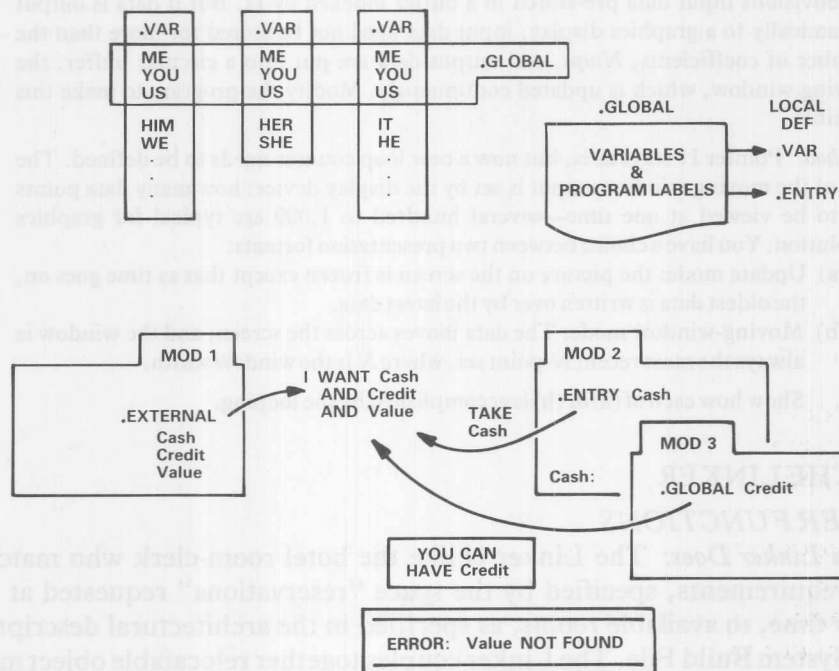 .VAR
ME
YOU
US
HIM
WE
.
.
.VAR
ME
YOU
US
HER
SHE
.
.
.VAR
ME
YOU
US
IT
HE
.
.
.GLOBAL
.GLOBAL
VARIABLES
&
PROGRAM LABELS
LOCAL
DEF
.VAR
.ENTRY
MOD 1
.EXTERNAL
Cash
Credit
Value
I WANT Cash
AND Credit
AND Value
TAKE
Cash
MOD 2
.ENTRY Cash
Cash:
MOD 3
.GLOBAL Credit
YOU CAN
HAVE Credit
ERROR: Value NOT FOUND